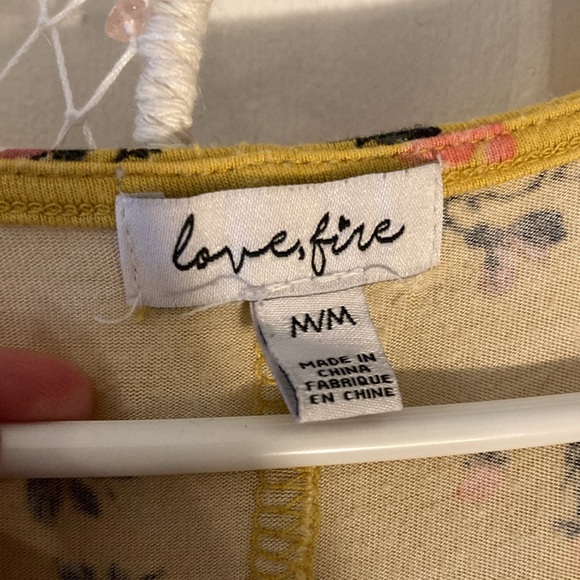 love, fire
M/M
MADE IN
CHINA
FABRIQUE
EN CHINE